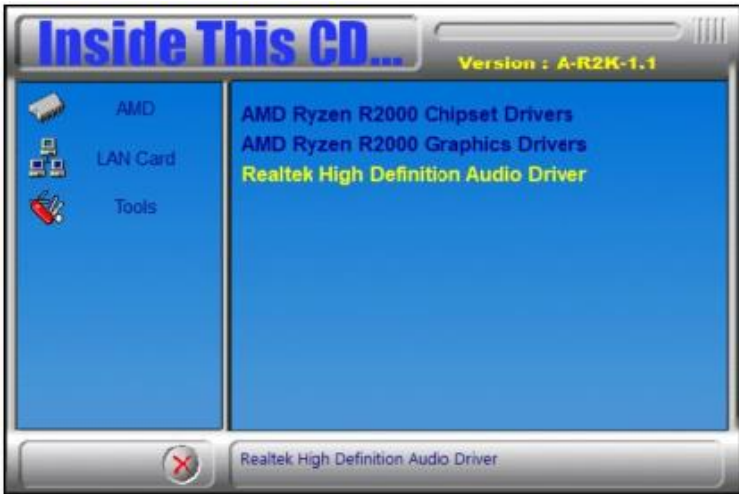 Inside This CD...
Version : A-R2K-1.1
AMD
LAN Card
Tools
AMD Ryzen R2000 Chipset Drivers
AMD Ryzen R2000 Graphics Drivers
Realtek High Definition Audio Driver
Realtek High Definition Audio Driver